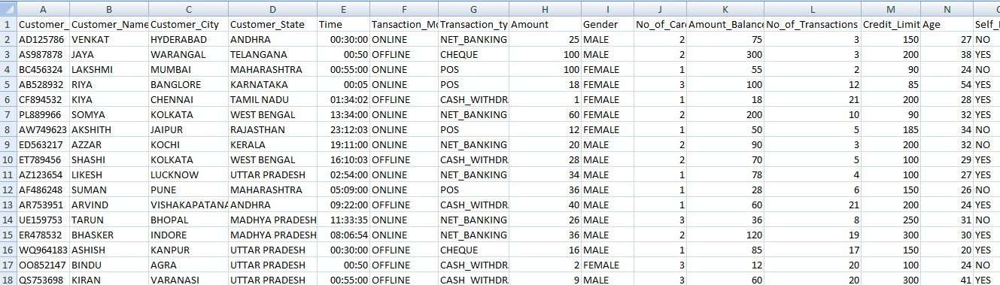 A B C D E F G H I J K L M N
1 Customer_ Customer_Name Customer_City Customer_State Time Tansaction_Mo Transaction_ty Amount Gender No_of_Car Amount_Balance No_of_Transactions Credit_Limit Age Self_
2 AD125786 VENKAT HYDERABAD ANDHRA 00:30:00 ONLINE NET_BANKING 25 MALE 2 75 3 150 27 NO
3 AS987878 JAYA WARANGAL TELANGANA 00:50 OFFLINE CHEQUE 100 MALE 2 300 3 200 38 YES
4 BC456324 LAKSHMI MUMBAI MAHARASHTRA 00:55:00 ONLINE POS 100 FEMALE 1 55 2 90 24 NO
5 AB528932 RIYA BANGLORE KARNATAKA 00:05 ONLINE POS 18 FEMALE 3 100 12 85 54 YES
6 CF894532 KIYA CHENNAI TAMIL NADU 01:34:02 OFFLINE CASH_WITHDR 1 FEMALE 1 18 21 200 28 YES
7 PL889966 SOMYA KOLKATA WEST BENGAL 13:34:00 ONLINE NET_BANKING 60 FEMALE 2 200 10 90 32 YES
8 AW749623 AKSHITH JAIPUR RAJASTHAN 23:12:03 ONLINE POS 12 FEMALE 1 50 5 185 34 NO
9 ED563217 AZZAR KOCHI KERALA 19:11:00 ONLINE NET_BANKING 20 MALE 2 90 3 200 32 NO
10 ET789456 SHASHI KOLKATA WEST BENGAL 16:10:03 OFFLINE CASH_WITHDR 28 MALE 2 70 5 100 29 YES
11 AZ123654 LIKESH LUCKNOW UTTAR PRADESH 02:54:00 ONLINE NET_BANKING 34 MALE 1 78 4 100 27 YES
12 AF486248 SUMAN PUNE MAHARASHTRA 05:09:00 ONLINE POS 36 MALE 1 28 6 150 26 NO
13 AR753951 ARVIND VISHAKAPATANA ANDHRA 09:22:00 OFFLINE CASH_WITHDR 40 MALE 1 60 21 200 24 YES
14 UE159753 TARUN BHOPAL MADHYA PRADESH 11:33:35 ONLINE NET_BANKING 26 MALE 3 36 8 250 31 NO
15 ER478532 BHASKER INDORE MADHYA PRADESH 08:06:54 ONLINE NET_BANKING 36 MALE 2 120 19 300 30 YES
16 WQ964183 ASHISH KANPUR UTTAR PRADESH 00:30:00 OFFLINE CHEQUE 16 MALE 1 85 17 150 20 YES
17 OO852147 BINDU AGRA UTTAR PRADESH 00:50 OFFLINE CASH_WITHDR 2 FEMALE 3 12 20 100 24 NO
18 QS753698 KIRAN VARANASI UTTAR PRADESH 00:55:00 OFFLINE CASH_WITHDR 9 MALE 3 60 20 300 41 YES